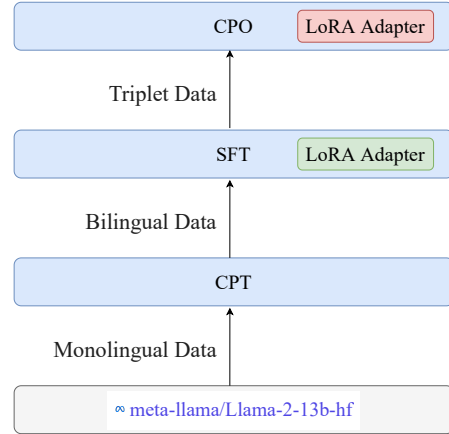 CPO LoRA Adapter
Triplet Data
SFT LoRA Adapter
Bilingual Data
CPT
Monolingual Data
meta-llama/Llama-2-13b-hf